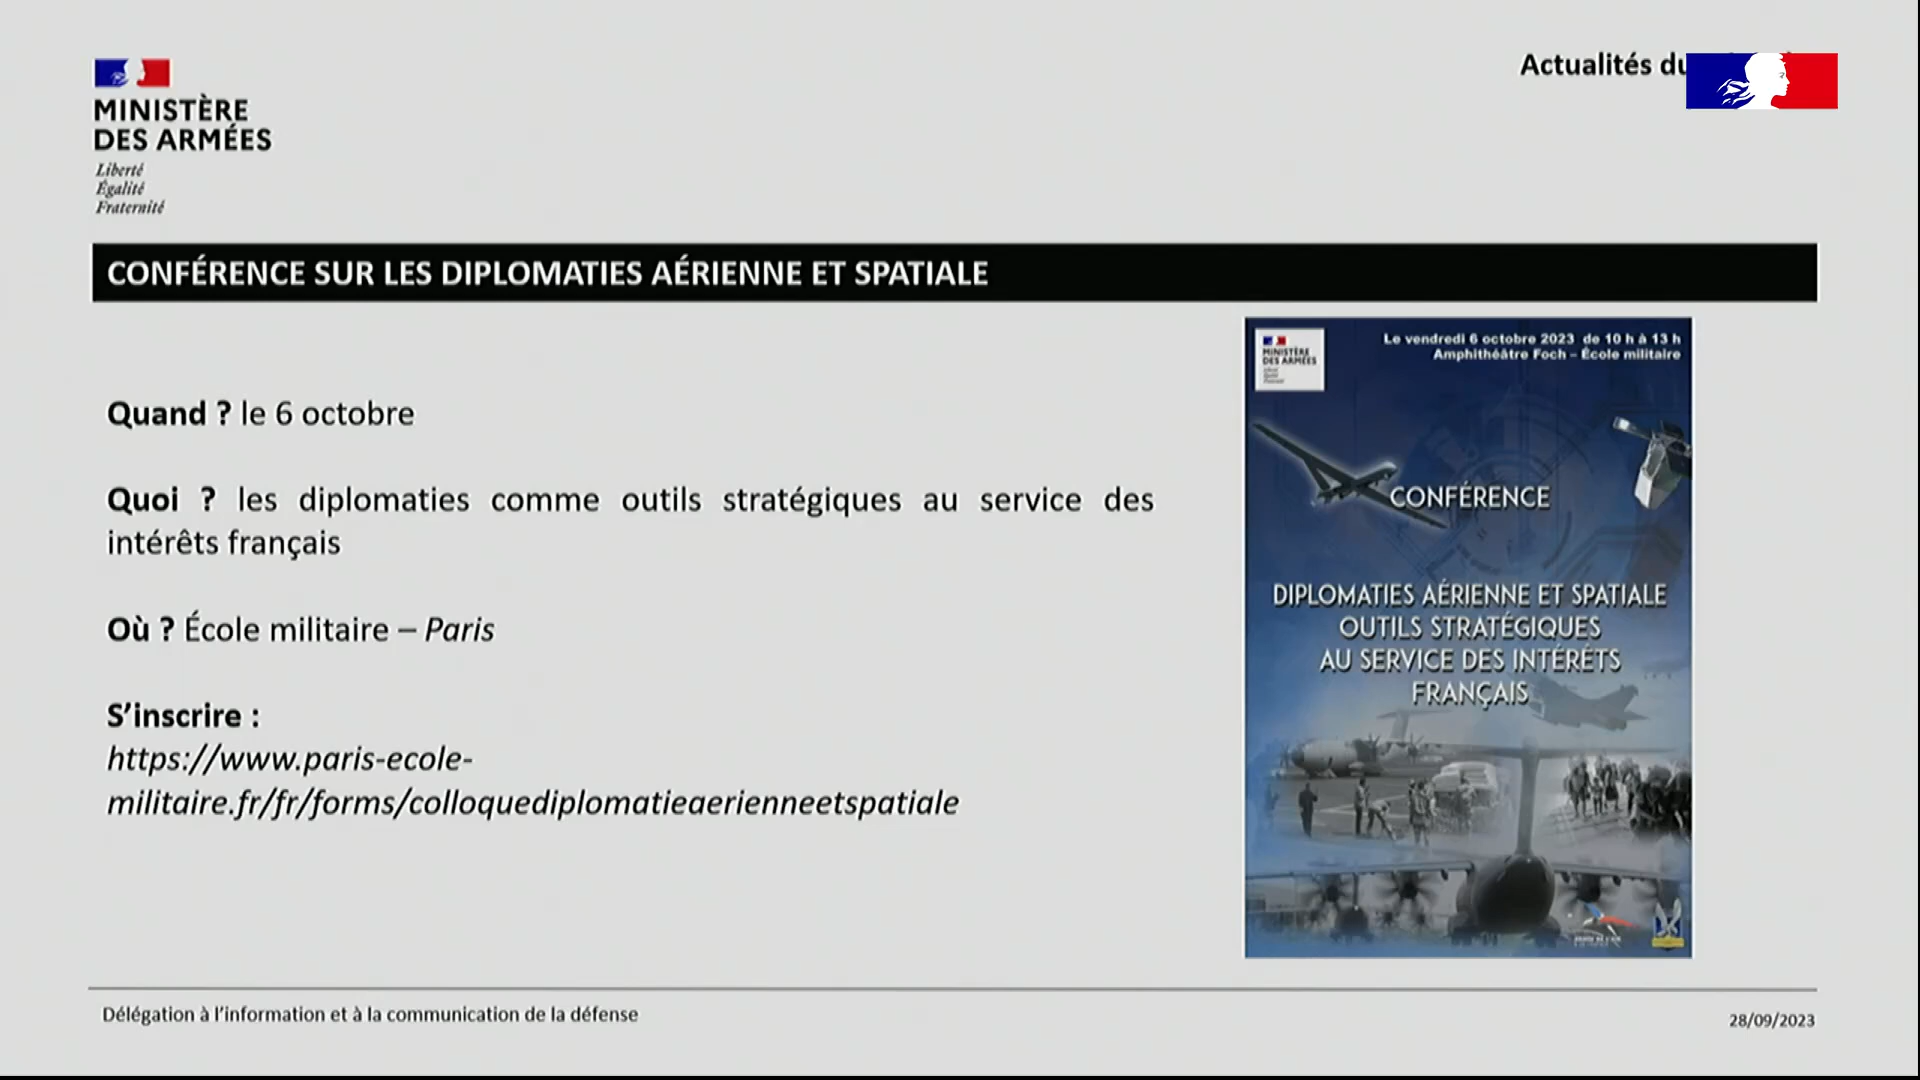 MINISTÈRE
DES ARMÉES
Liberté
Égalité
Fraternité
Actualités du
CONFÉRENCE SUR LES DIPLOMATIES AÉRIENNE ET SPATIALE
Quand ? le 6 octobre
Quoi ? les diplomaties comme outils stratégiques au service des
intérêts français
Où ? École militaire – Paris
S’inscrire :
https://www.paris-ecole-
militaire.fr/fr/forms/colloquediplomatieaerienneetspatiale
MINISTÈRE
DES ARMÉES
Le vendredi 6 octobre 2023 de 10 h à 13 h
Amphithéâtre Foch – École militaire
CONFÉRENCE
DIPLOMATIES AÉRIENNE ET SPATIALE
OUTILS STRATÉGIQUES
AU SERVICE DES INTÉRÉTS
FRANÇAIS
Délégation à l’information et à la communication de la défense
28/09/2023